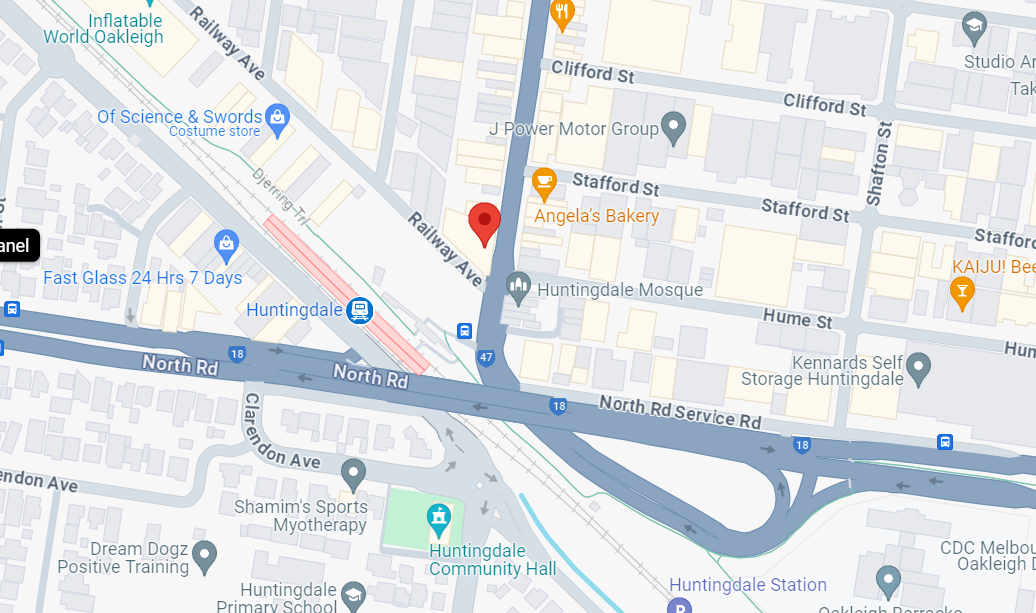 Inflatable
World Oakleigh
Railway Ave
Clifford St
Clifford St
Studio Ar
Tak
Of Science & Swords
Costume store
J Power Motor Group
Shafton St
Djerring Trl
Stafford St
Angela's Bakery
Stafford St
Stafford
anel
Railway Ave
Fast Glass 24 Hrs 7 Days
KAIJU! Bee
Huntingdale Mosque
Huntingdale
Hume St
Hum
18
North Rd
47
North Rd
Kennards Self
Storage Huntingdale
18
North Rd Service Rd
18
Clarendon Ave
endon Ave
Shamim's Sports
Myotherapy
Huntingdale
Community Hall
Dream Dogz
Positive Training
CDC Melbou
Oakleigh D
Huntingdale
Primary School
Huntingdale Station
P
Oakleigh Barracks